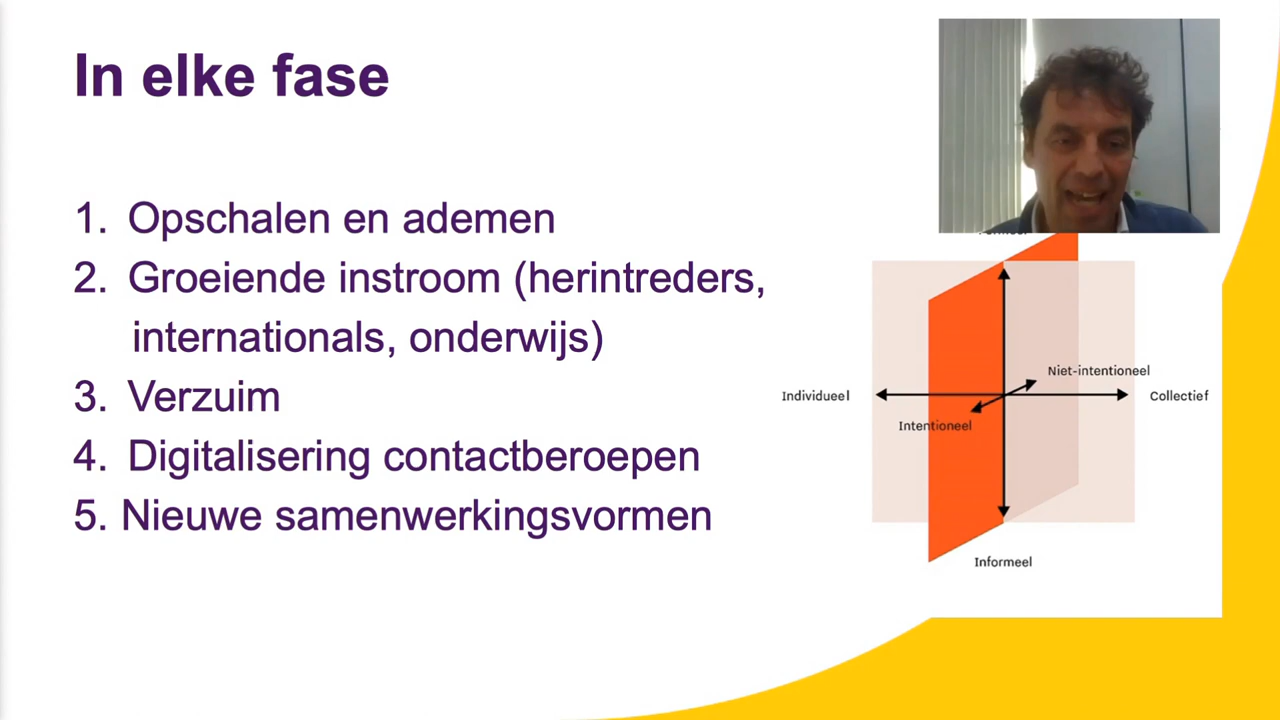 In elke fase
1. Opschalen en ademen
2. Groeiende instroom (herintreders,
internationals, onderwijs)
3. Verzuim
4. Digitalisering contactberoepen
5. Nieuwe samenwerkingsvormen
Niet-intentioneel
Individueel
Collectief
Intentioneel
Informeel